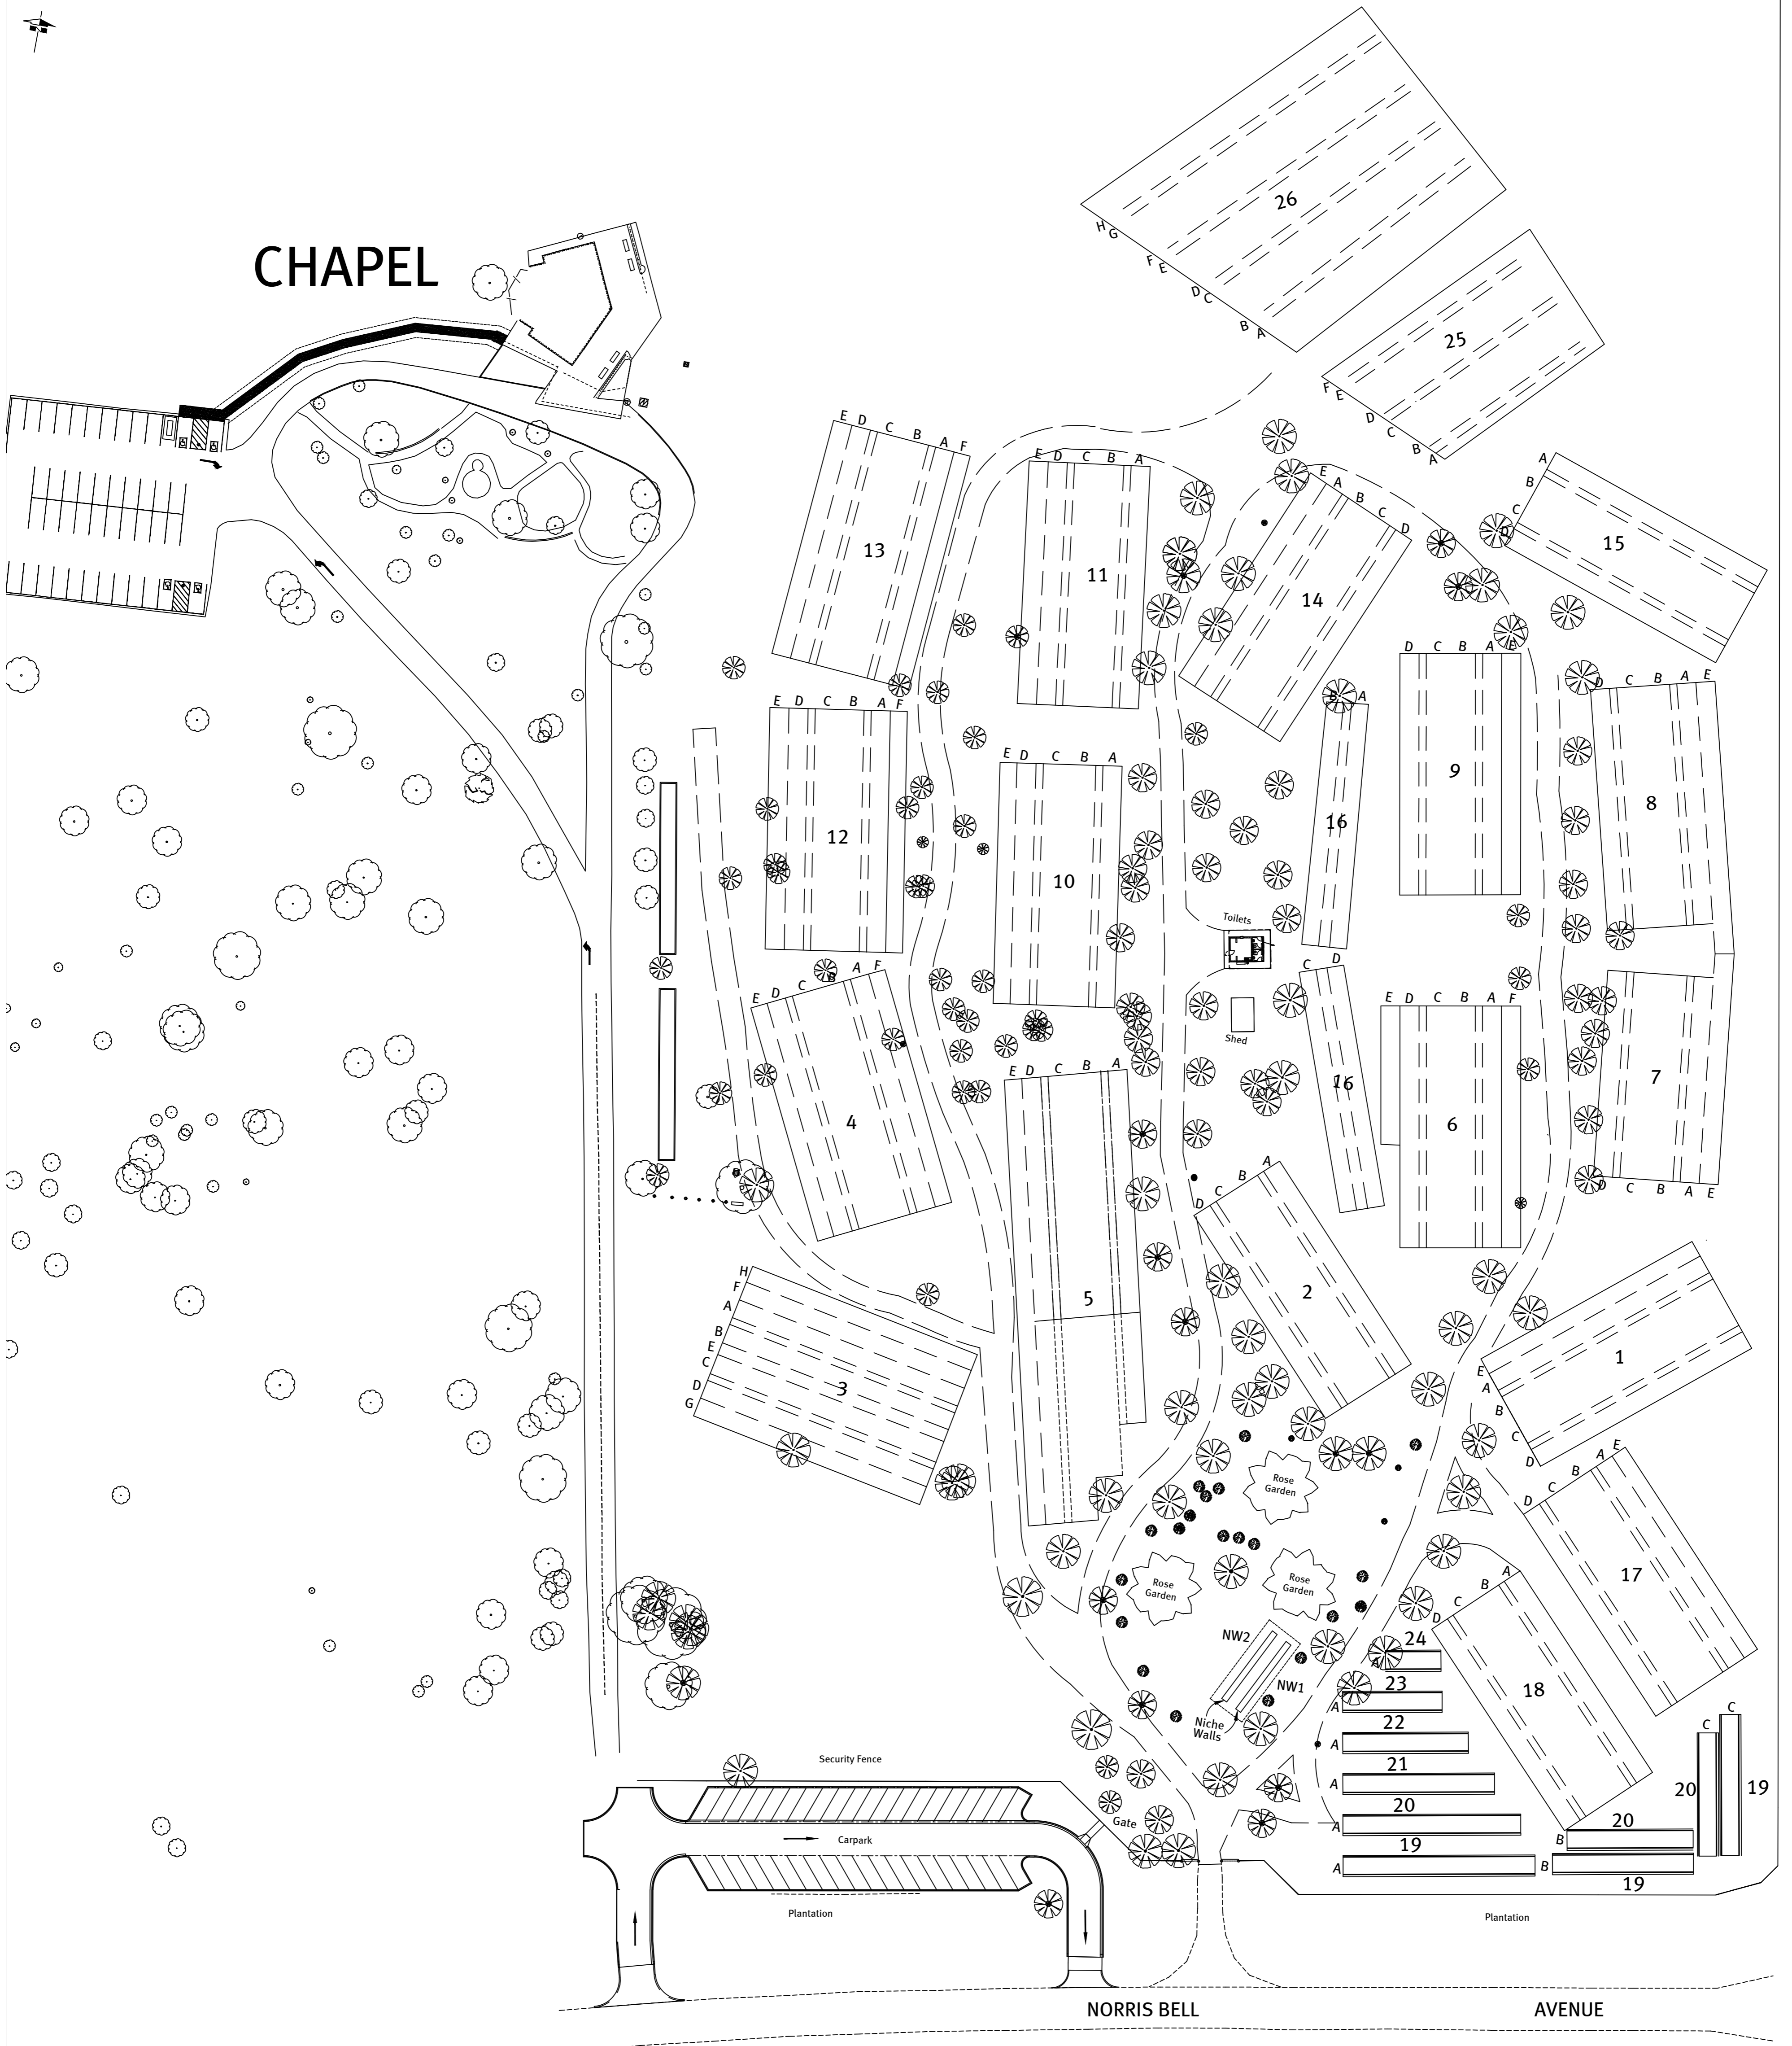 CHAPEL
26
H
G
F
E
D
C
B
A
25
F
E
D
C
B
A
E D C B A F
13
E D C B A
11
E A B C D
14
A
B
C
D
15
D C B A E
9
D C B A E
8
B A
16
E D C B A F
12
E D C B A
10
Toilets
Shed
C D
16
E D C B A F
6
7
D C B A E
E D C B A F
4
E D C B A
5
D C B A
2
H
F
A
B
E
C
D
G
3
E
A
B
C
D
1
D C B A E
17
D C B A
18
Rose
Garden
Rose
Garden
Rose
Garden
NW2
NW1
Niche
Walls
24
A
23
A
22
A
21
A
20
A
19
A
20
B
19
B
C
20
C
19
Security Fence
Carpark
Gate
Plantation
Plantation
NORRIS BELL AVENUE